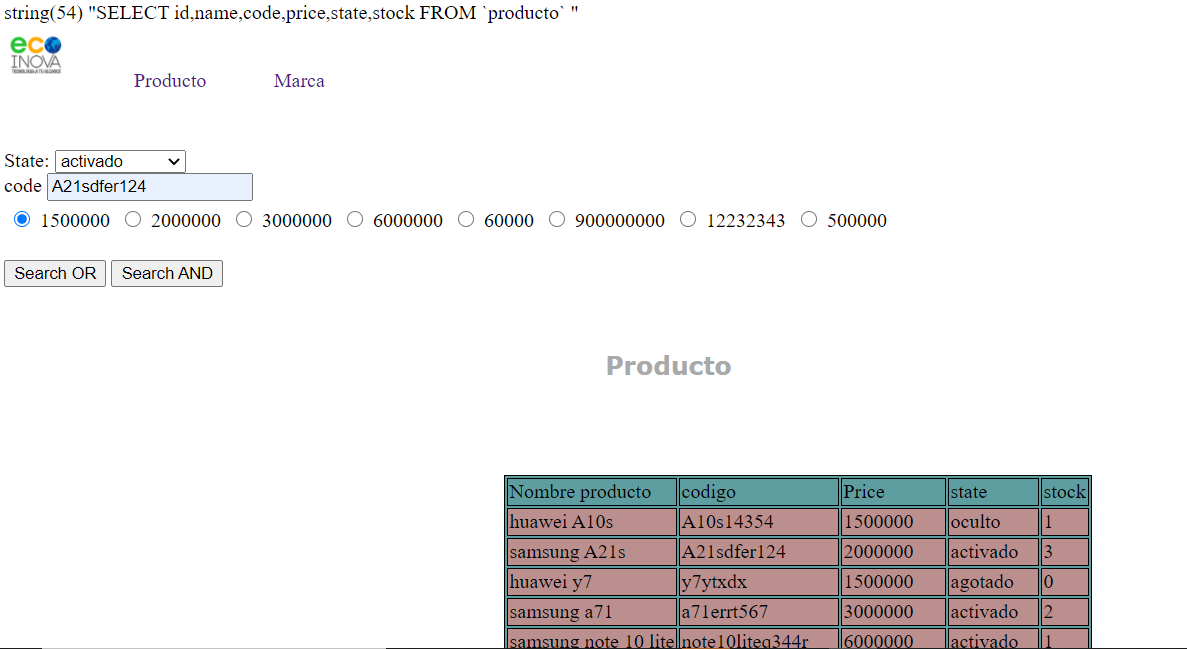 string(54) "SELECT id,name,code,price,state,stock FROM `producto` "
eco
INOVA
TECNOLOGIA A TU ALCANCE
Producto Marca
State: activado
code A21sdfer124
1500000 2000000 3000000 6000000 60000 900000000 12232343 500000
Search OR Search AND
Producto
Nombre producto codigo Price state stock
huawei A10s A10s14354 1500000 oculto 1
samsung A21s A21sdfer124 2000000 activado 3
huawei y7 y7ytxdx 1500000 agotado 0
samsung a71 a71errt567 3000000 activado 2
samsung note 10 lite note10liteq344r 6000000 activado 1